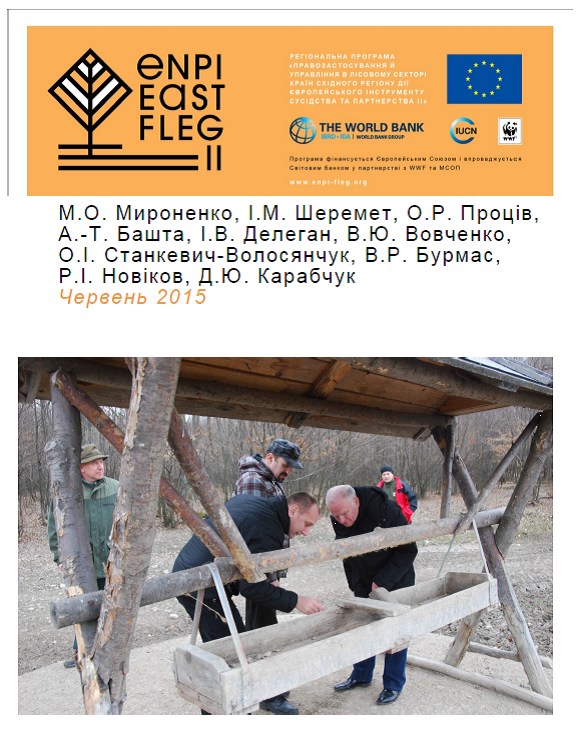 ENPI
EAST
FLEG
II
РЕГІОНАЛЬНА ПРОГРАМА
«ПРАВОЗАСТОСУВАННЯ Й
УПРАВЛІННЯ В ЛІСОВОМУ СЕКТОРІ
КРАЇН СХІДНОГО РЕГІОНУ ДІЇ
ЄВРОПЕЙСЬКОГО ІНСТРУМЕНТУ
СУСІДСТВА ТА ПАРТНЕРСТВА II»
THE WORLD BANK
IBRD • IDA | WORLD BANK GROUP
IUCN
WWF
Програма фінансується Європейським Союзом і впроваджується
Світовим банком у партнерстві з WWF та МСОП
www.enpi-fleg.org
М.О. Мироненко, І.М. Шеремет, О.Р. Проців,
А.-Т. Башта, І.В. Делеган, В.Ю. Вовченко,
О.І. Станкевич-Волосянчук, В.Р. Бурмас,
Р.І. Новіков, Д.Ю. Карабчук
Червень 2015